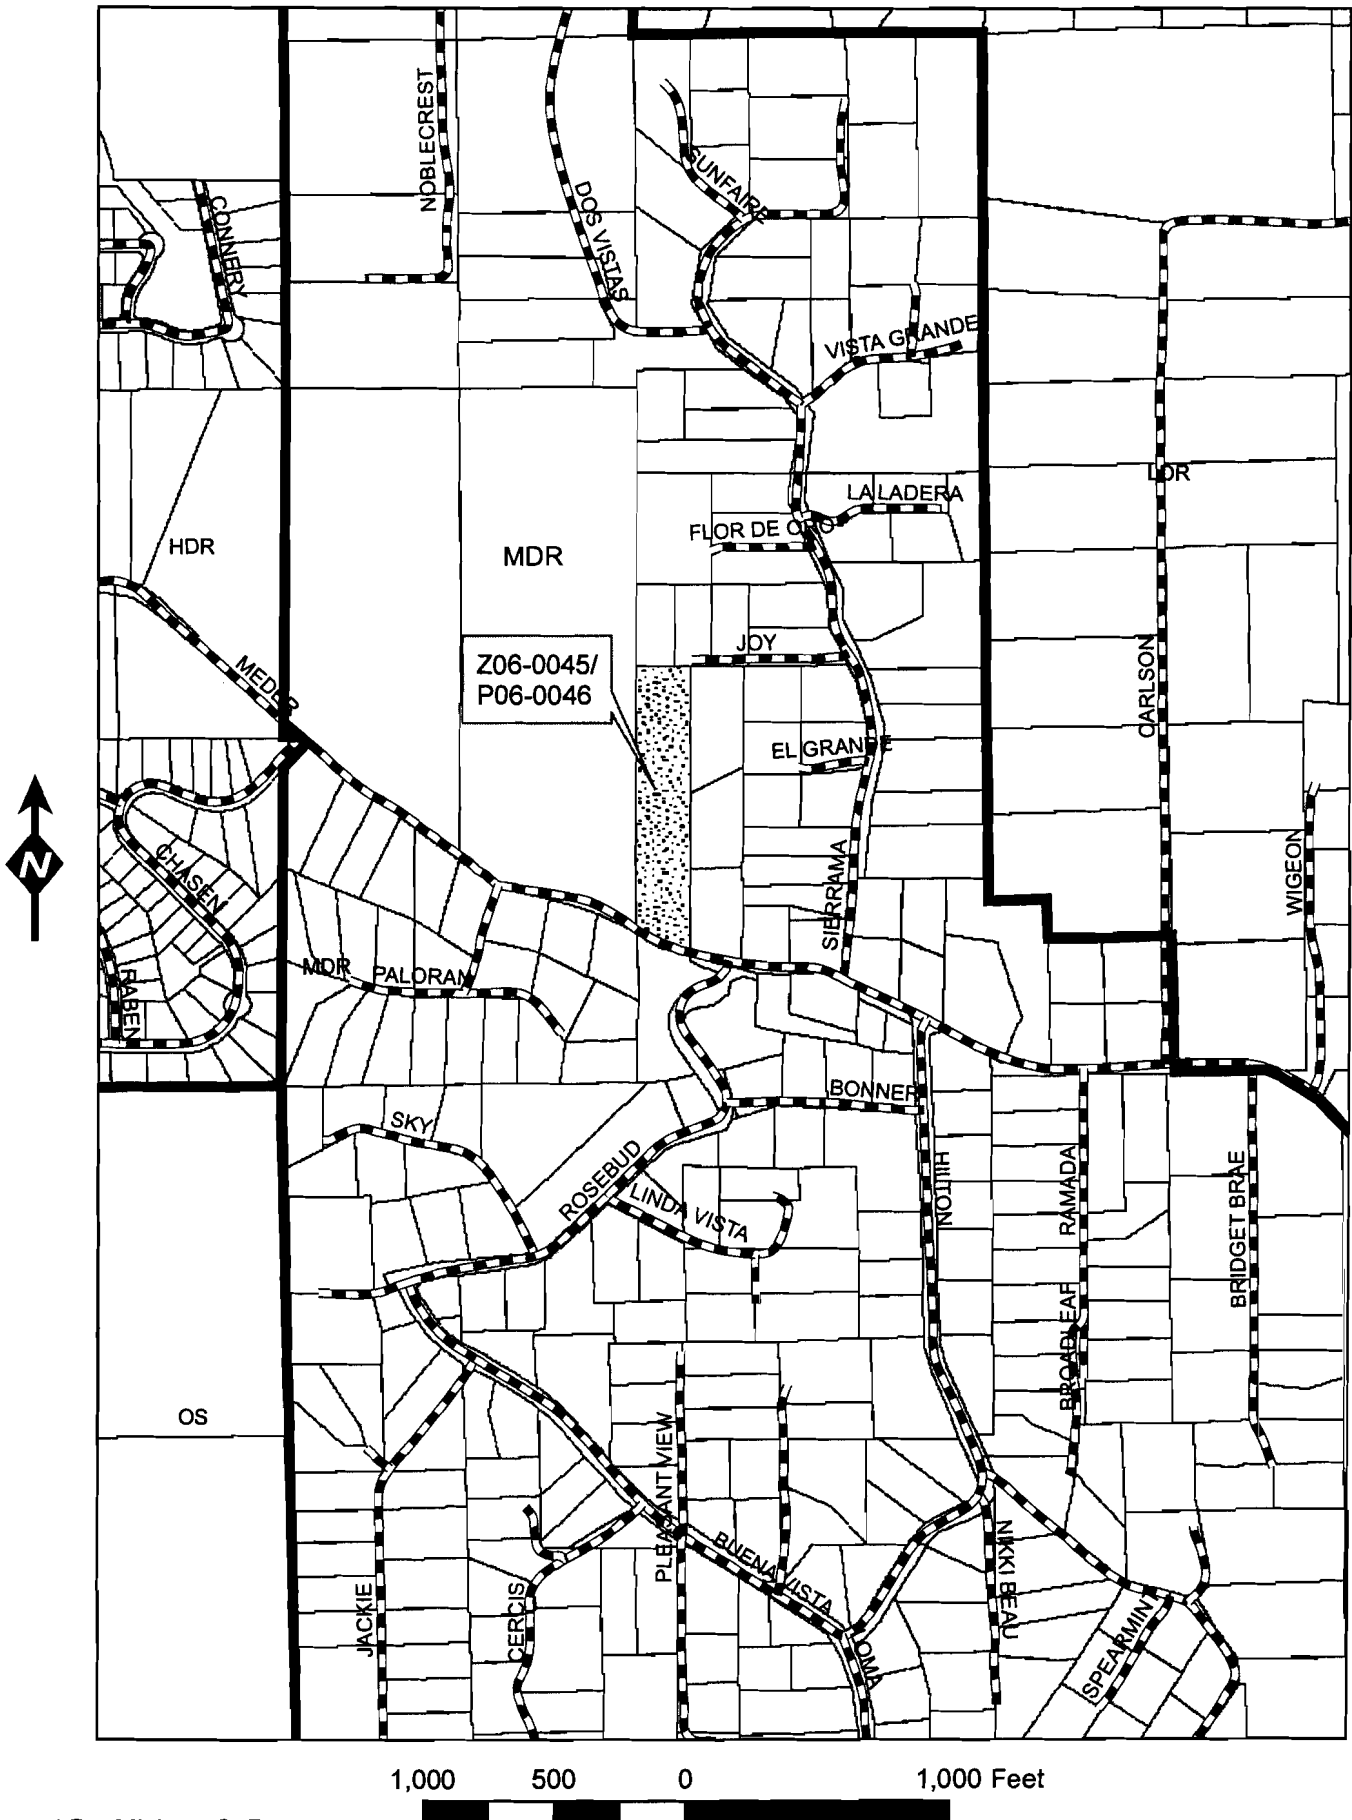 NOBLECREST
SUNFAIRE
DOS VISTAS
CONNERY
VISTA GRANDE
LDR
LA LADERA
FLOR DE ORO
HDR
MDR
JOY
CARLSON
Z06-0045/
P06-0046
MEDER
EL GRANDE
N
WIGEON
CHASEN
SIERRAMA
MDR
PALORAN
RABEN
BONNER
SKY
ROSEBUD
HILTON
RAMADA
BRIDGET BRAE
LINDA VISTA
BROADLEAF
OS
PLEASANT VIEW
BUENA VISTA
NIKKI BEAU
JACKIE
CERCIS
SPEARMINT
LOMA
1,000 500 0 1,000 Feet